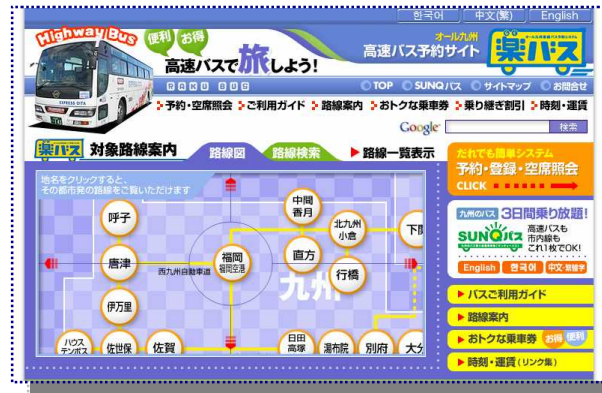 한국어 中文(繁) English
Highway Bus 便利 お得
高速バスで旅しよう!
オール九州
高速バス予約サイト
楽バス
RAKU BUS
TOP SUNQパス サイトマップ お問合せ
予約・空席照会 ご利用ガイド 路線案内 おトクな乗車券 乗り継ぎ割引 時刻・運賃
Google 検索
楽バス 対象路線案内 路線図 路線検索 路線一覧表示
地名をクリックすると、
その都市発の路線をご覧いただけます
呼子
中間
香月
北九州
小倉
下関
唐津
西九州自動車道
福岡
福岡空港
直方
行橋
九州
伊万里
ハウス
テンボス
佐世保
佐賀
日田
高塚
湯布院
別府
大分
だれでも簡単システム
予約・登録・空席照会
CLICK
九州のバス 3日間乗り放題!
SUNQパス
高速バスも
市内線も
これ1枚でOK!
English 한국어 中文・繁體字
バスご利用ガイド
路線案内
おトクな乗車券 お得 便利
時刻・運賃(リンク集)